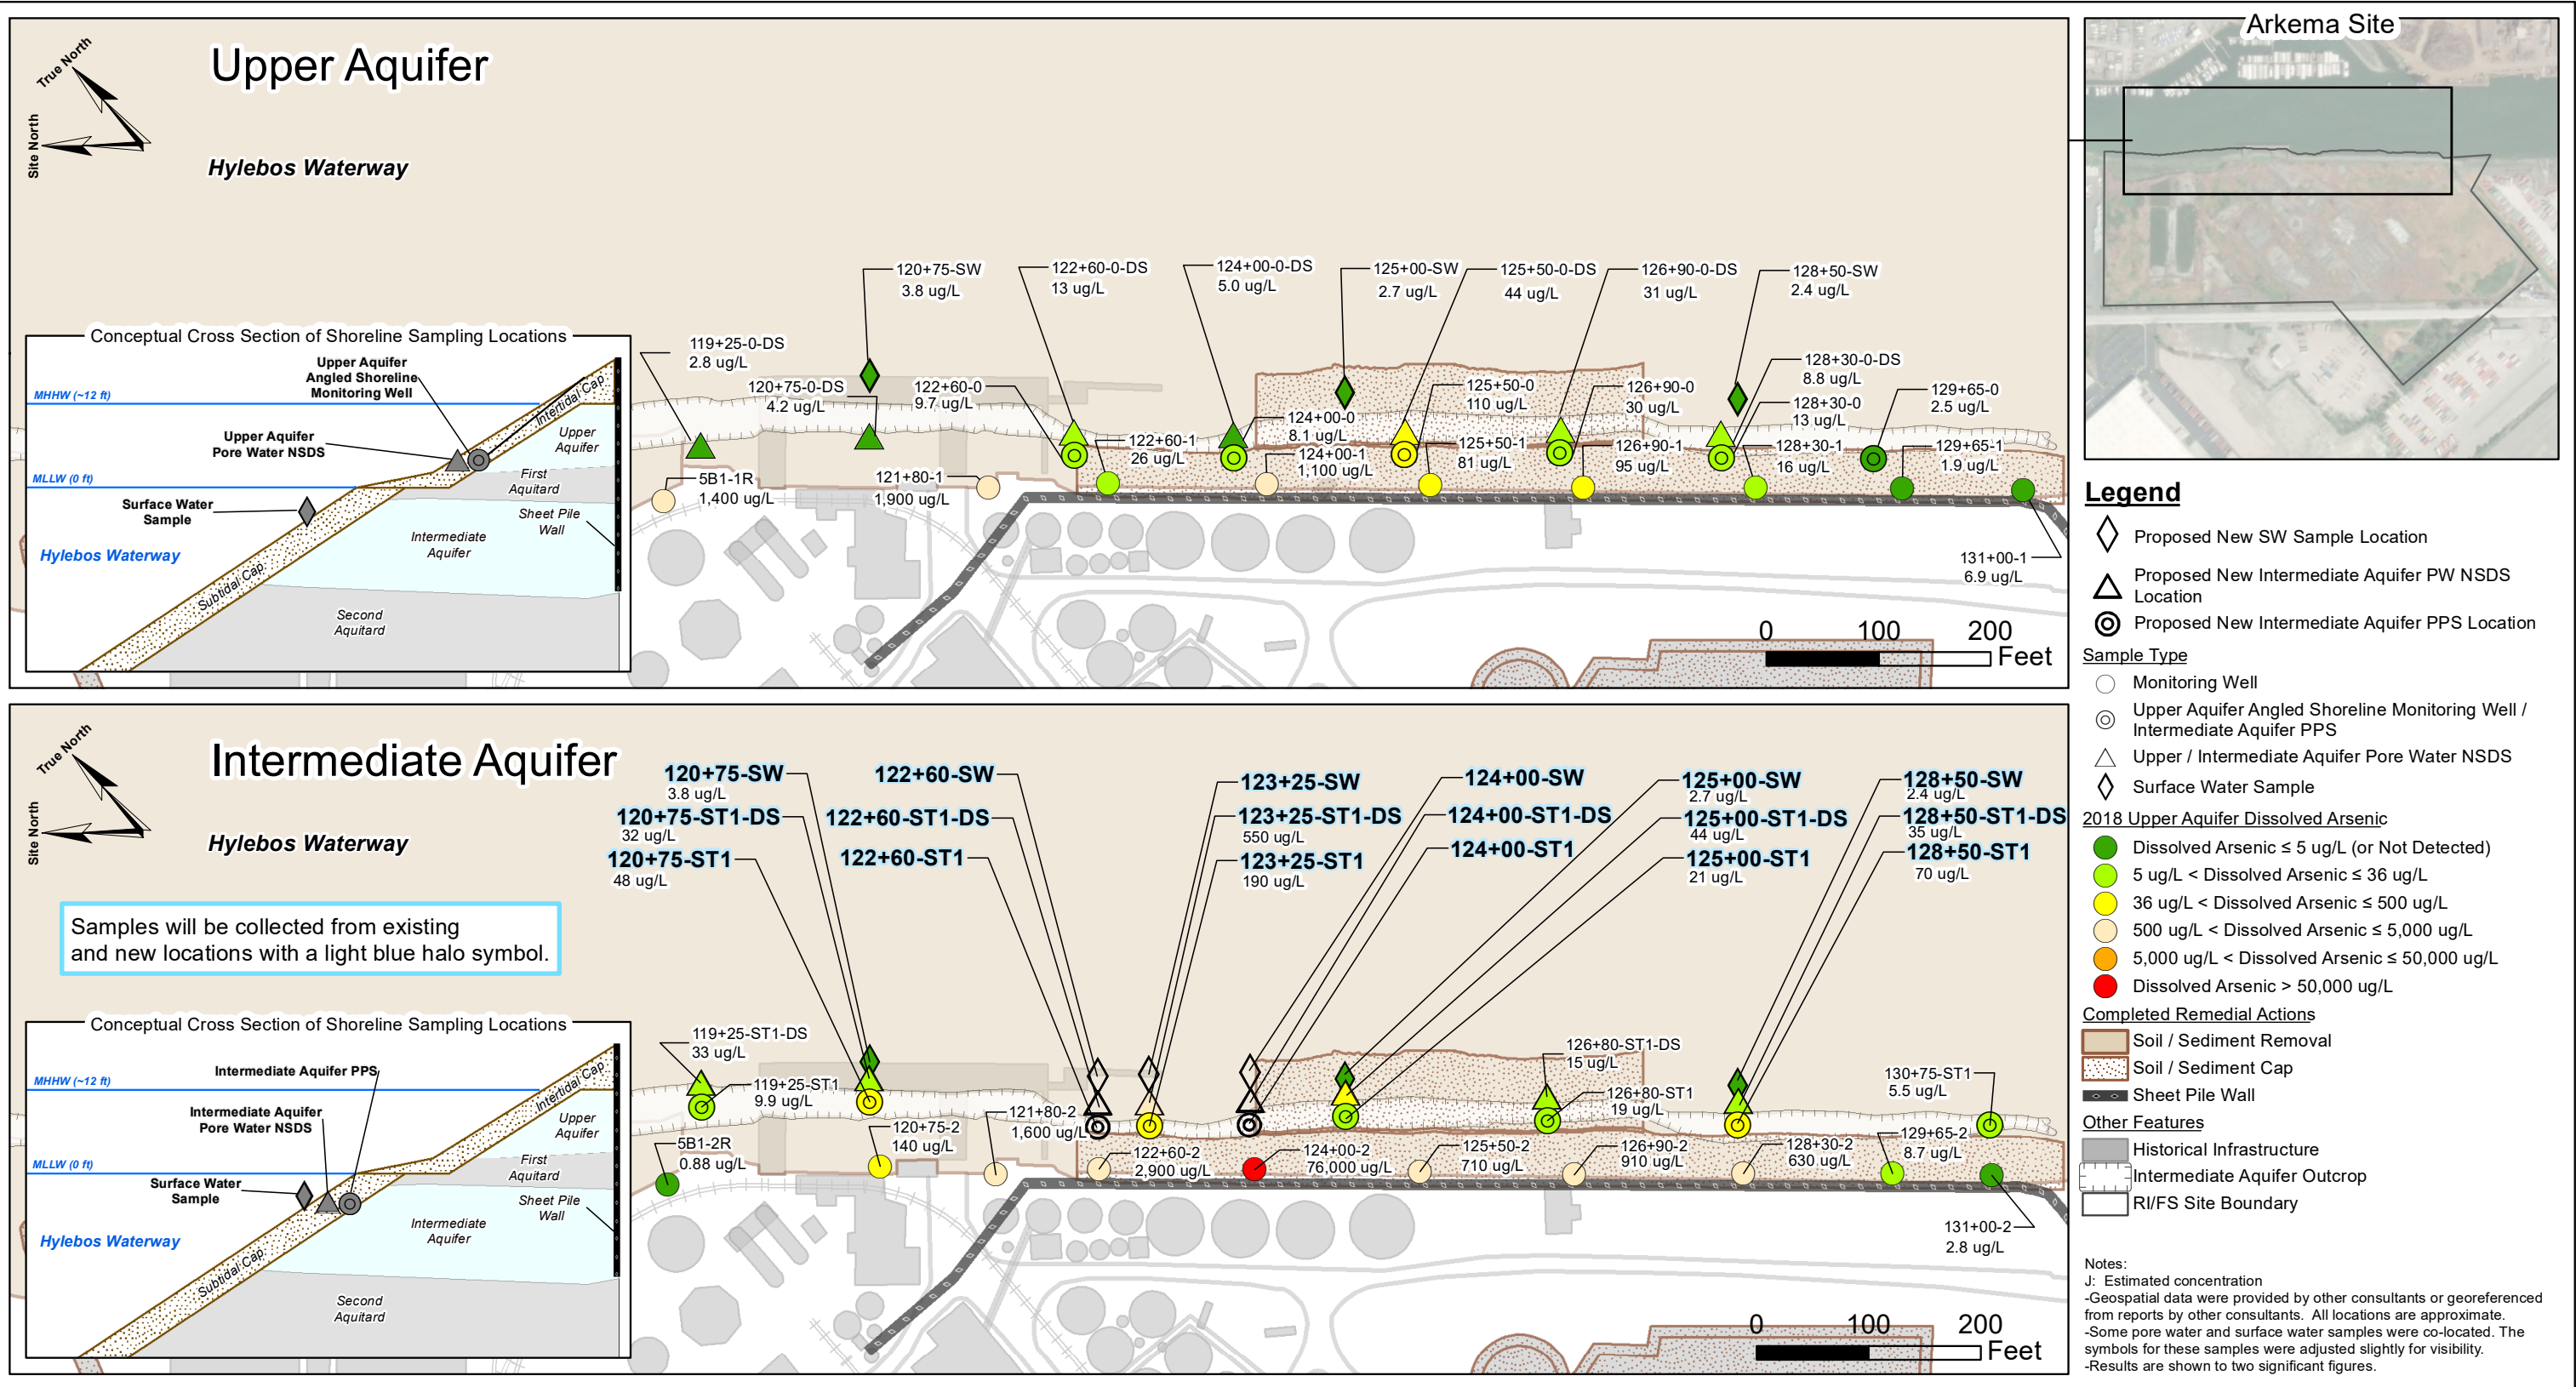 Upper Aquifer
True North
Site North
Hylebos Waterway
Conceptual Cross Section of Shoreline Sampling Locations
Upper Aquifer
Angled Shoreline
Monitoring Well
MHHW (~12 ft)
Intertidal Cap
Upper Aquifer
Pore Water NSDS
Upper
Aquifer
MLLW (0 ft)
First
Aquitard
Surface Water
Sample
Sheet Pile
Wall
Hylebos Waterway
Intermediate
Aquifer
Subtidal Cap
Second
Aquitard
119+25-0-DS
2.8 ug/L
120+75-SW
3.8 ug/L
120+75-0-DS
4.2 ug/L
122+60-0-DS
13 ug/L
122+60-0
9.7 ug/L
124+00-0-DS
5.0 ug/L
125+00-SW
2.7 ug/L
125+50-0-DS
44 ug/L
126+90-0-DS
31 ug/L
128+50-SW
2.4 ug/L
128+30-0-DS
8.8 ug/L
128+30-0
13 ug/L
129+65-0
2.5 ug/L
125+50-0
110 ug/L
126+90-0
30 ug/L
124+00-0
8.1 ug/L
122+60-1
26 ug/L
124+00-1
1,100 ug/L
125+50-1
81 ug/L
126+90-1
95 ug/L
128+30-1
16 ug/L
129+65-1
1.9 ug/L
5B1-1R
1,400 ug/L
121+80-1
1,900 ug/L
131+00-1
6.9 ug/L
0 100 200
Feet
Intermediate Aquifer
True North
Site North
Hylebos Waterway
Samples will be collected from existing
and new locations with a light blue halo symbol.
Conceptual Cross Section of Shoreline Sampling Locations
Intermediate Aquifer PPS
MHHW (~12 ft)
Intertidal Cap
Intermediate Aquifer
Pore Water NSDS
Upper
Aquifer
MLLW (0 ft)
First
Aquitard
Surface Water
Sample
Sheet Pile
Wall
Hylebos Waterway
Intermediate
Aquifer
Subtidal Cap
Second
Aquitard
120+75-SW
3.8 ug/L
120+75-ST1-DS
32 ug/L
120+75-ST1
48 ug/L
122+60-SW
122+60-ST1-DS
122+60-ST1
123+25-SW
123+25-ST1-DS
550 ug/L
123+25-ST1
190 ug/L
124+00-SW
124+00-ST1-DS
124+00-ST1
125+00-SW
2.7 ug/L
125+00-ST1-DS
44 ug/L
125+00-ST1
21 ug/L
128+50-SW
2.4 ug/L
128+50-ST1-DS
35 ug/L
128+50-ST1
70 ug/L
119+25-ST1-DS
33 ug/L
119+25-ST1
9.9 ug/L
126+80-ST1-DS
15 ug/L
126+80-ST1
19 ug/L
130+75-ST1
5.5 ug/L
5B1-2R
0.88 ug/L
120+75-2
140 ug/L
121+80-2
1,600 ug/L
122+60-2
2,900 ug/L
124+00-2
76,000 ug/L
125+50-2
710 ug/L
126+90-2
910 ug/L
128+30-2
630 ug/L
129+65-2
8.7 ug/L
131+00-2
2.8 ug/L
0 100 200
Feet
Arkema Site
Legend
Proposed New SW Sample Location
Proposed New Intermediate Aquifer PW NSDS
Location
Proposed New Intermediate Aquifer PPS Location
Sample Type
Monitoring Well
Upper Aquifer Angled Shoreline Monitoring Well /
Intermediate Aquifer PPS
Upper / Intermediate Aquifer Pore Water NSDS
Surface Water Sample
2018 Upper Aquifer Dissolved Arsenic
Dissolved Arsenic ≤ 5 ug/L (or Not Detected)
5 ug/L < Dissolved Arsenic ≤ 36 ug/L
36 ug/L < Dissolved Arsenic ≤ 500 ug/L
500 ug/L < Dissolved Arsenic ≤ 5,000 ug/L
5,000 ug/L < Dissolved Arsenic ≤ 50,000 ug/L
Dissolved Arsenic > 50,000 ug/L
Completed Remedial Actions
Soil / Sediment Removal
Soil / Sediment Cap
Sheet Pile Wall
Other Features
Historical Infrastructure
Intermediate Aquifer Outcrop
RI/FS Site Boundary
Notes:
J: Estimated concentration
-Geospatial data were provided by other consultants or georeferenced
from reports by other consultants. All locations are approximate.
-Some pore water and surface water samples were co-located. The
symbols for these samples were adjusted slightly for visibility.
-Results are shown to two significant figures.